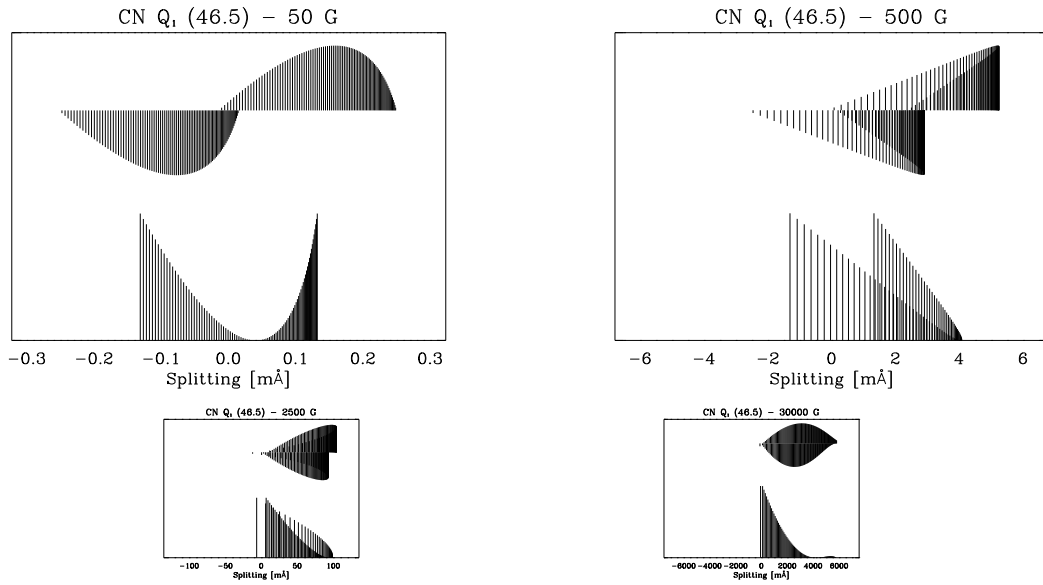 CN Q₁ (46.5) − 50 G
CN Q₁ (46.5) − 500 G
−0.3 −0.2 −0.1 0.0 0.1 0.2 0.3
Splitting [mÅ]
−6 −4 −2 0 2 4 6
Splitting [mÅ]
CN Q₁ (46.5) − 2500 G
CN Q₁ (46.5) − 30000 G
−100 −50 0 50 100
Splitting [mÅ]
−6000 −4000 −2000 0 2000 4000 6000
Splitting [mÅ]